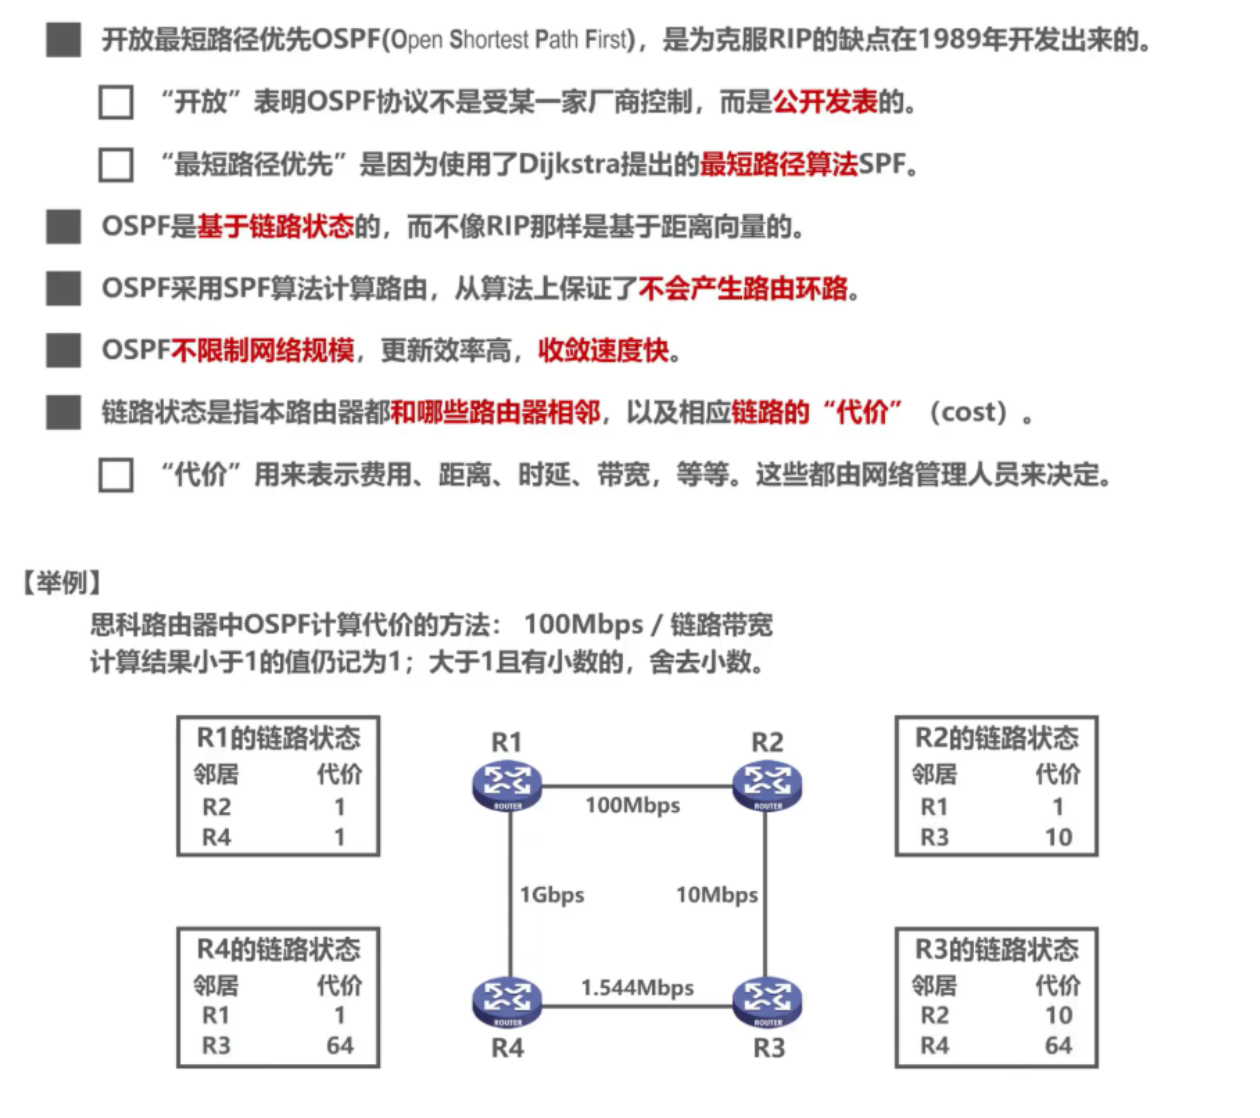 开放最短路径优先OSPF(Open Shortest Path First)，是为克服RIP的缺点在1989年开发出来的。
“开放”表明OSPF协议不是受某一家厂商控制，而是公开发表的。
“最短路径优先”是因为使用了Dijkstra提出的最短路径算法SPF。
OSPF是基于链路状态的，而不像RIP那样是基于距离向量的。
OSPF采用SPF算法计算路由，从算法上保证了不会产生路由环路。
OSPF不限制网络规模，更新效率高，收敛速度快。
链路状态是指本路由器都和哪些路由器相邻，以及相应链路的“代价”（cost）。
“代价”用来表示费用、距离、时延、带宽，等等。这些都由网络管理人员来决定。
【举例】
思科路由器中OSPF计算代价的方法： 100Mbps / 链路带宽
计算结果小于1的值仍记为1；大于1且有小数的，舍去小数。
R1的链路状态
邻居 代价
R2 1
R4 1
R1
ROUTER
R2
ROUTER
100Mbps
R2的链路状态
邻居 代价
R1 1
R3 10
1Gbps
10Mbps
R4的链路状态
邻居 代价
R1 1
R3 64
1.544Mbps
ROUTER
R4
ROUTER
R3
R3的链路状态
邻居 代价
R2 10
R4 64